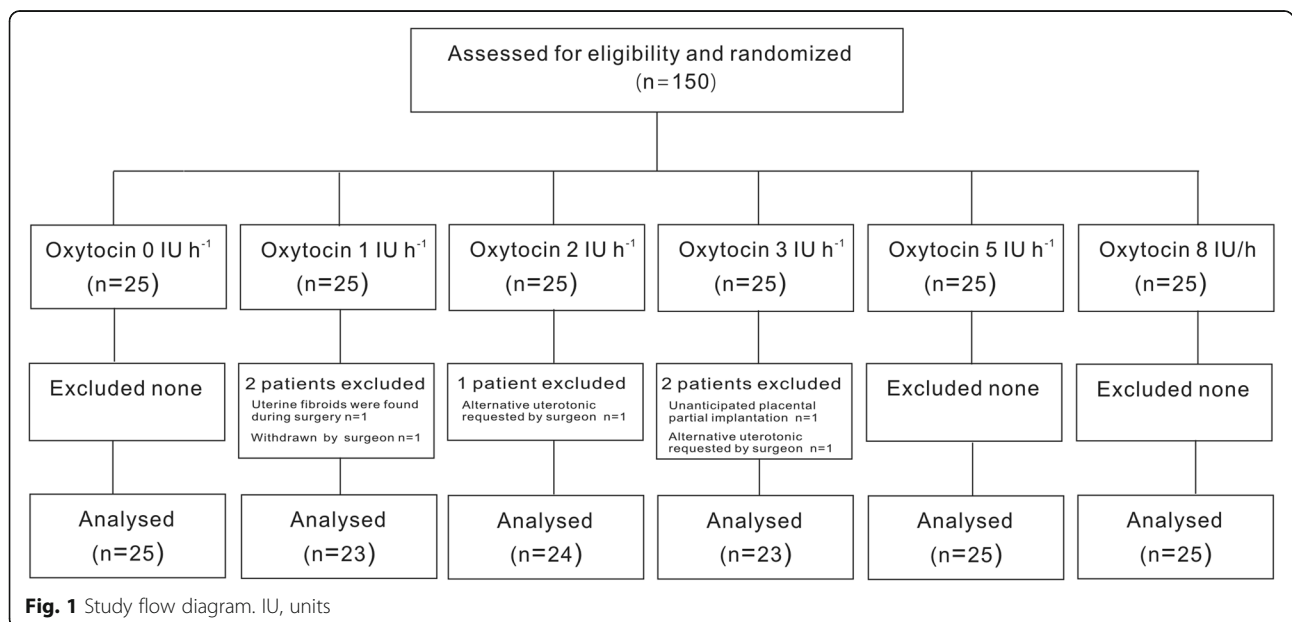 Assessed for eligibility and randomized
(n=150)
Oxytocin 0 IU h⁻¹
(n=25)
Oxytocin 1 IU h⁻¹
(n=25)
Oxytocin 2 IU h⁻¹
(n=25)
Oxytocin 3 IU h⁻¹
(n=25)
Oxytocin 5 IU h⁻¹
(n=25)
Oxytocin 8 IU/h
(n=25)
Excluded none
2 patients excluded
Uterine fibroids were found
during surgery n=1
Withdrawn by surgeon n=1
1 patient excluded
Alternative uterotonic
requested by surgeon n=1
2 patients excluded
Unanticipated placental
partial implantation n=1
Alternative uterotonic
requested by surgeon n=1
Excluded none
Excluded none
Analysed
(n=25)
Analysed
(n=23)
Analysed
(n=24)
Analysed
(n=23)
Analysed
(n=25)
Analysed
(n=25)
Fig. 1 Study flow diagram. IU, units